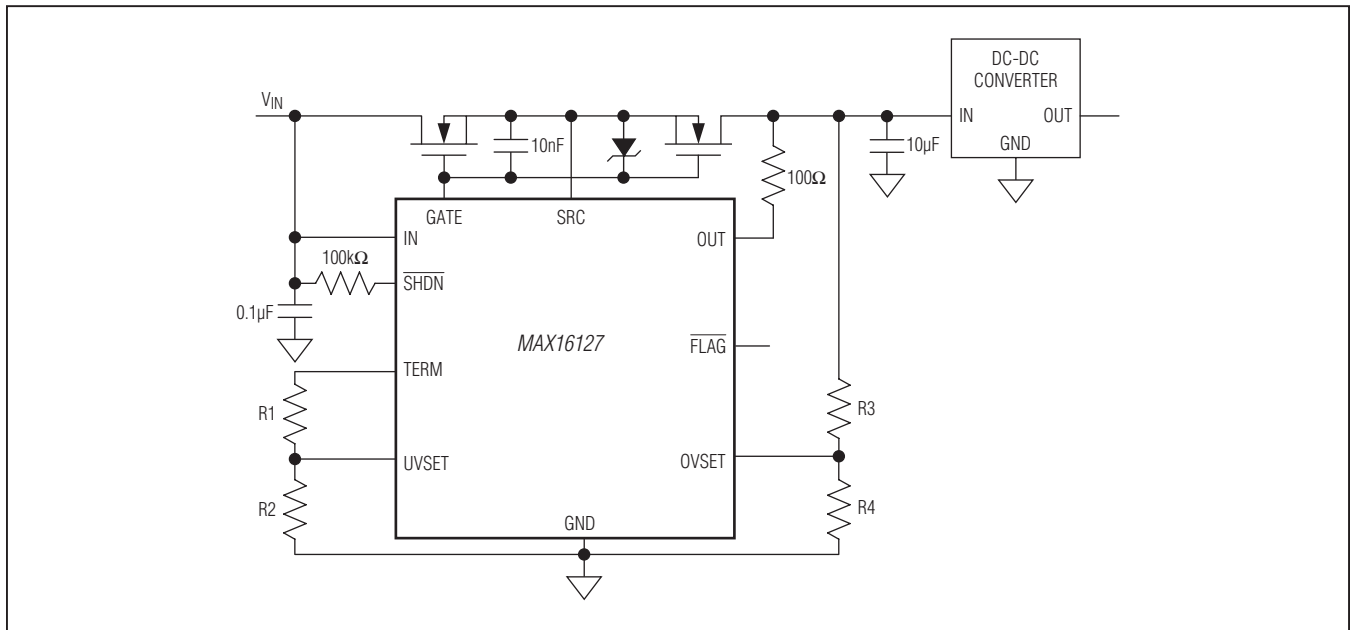 DC-DC
CONVERTER
VIN
IN
OUT
GND
10nF
10µF
100Ω
GATE
SRC
IN
OUT
100kΩ
SHDN
0.1µF
MAX16127
FLAG
TERM
R1
R3
UVSET
OVSET
R2
R4
GND